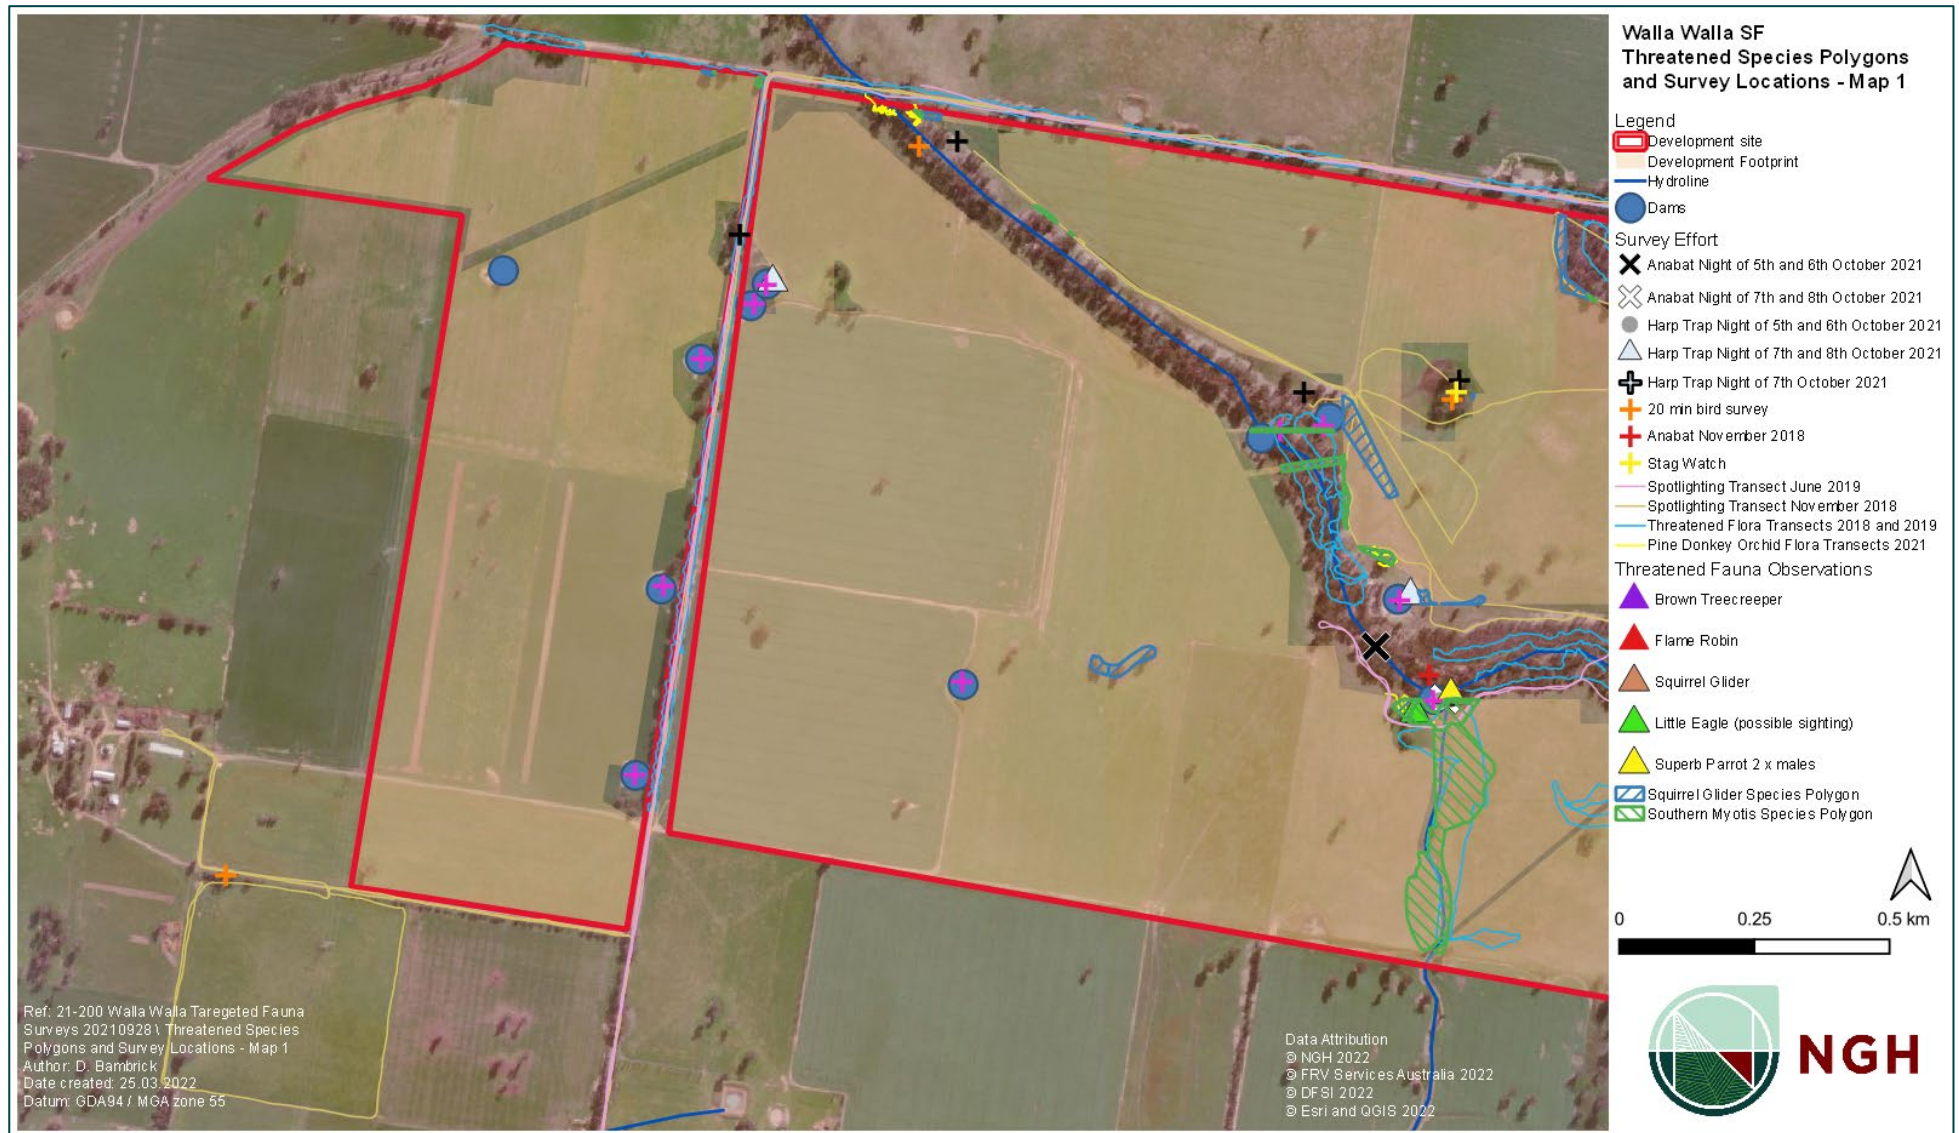 Walla Walla SF
Threatened Species Polygons
and Survey Locations - Map 1
Legend
Development site
Development Footprint
Hydroline
Dams
Survey Effort
Anabat Night of 5th and 6th October 2021
Anabat Night of 7th and 8th October 2021
Harp Trap Night of 5th and 6th October 2021
Harp Trap Night of 7th and 8th October 2021
Harp Trap Night of 7th October 2021
20 min bird survey
Anabat November 2018
Stag Watch
Spotlighting Transect June 2019
Spotlighting Transect November 2018
Threatened Flora Transects 2018 and 2019
Pine Donkey Orchid Flora Transects 2021
Threatened Fauna Observations
Brown Treecreeper
Flame Robin
Squirrel Glider
Little Eagle (possible sighting)
Superb Parrot 2 x males
Squirrel Glider Species Polygon
Southern Myotis Species Polygon
0 0.25 0.5 km
NGH
Ref: 21-200 Walla Walla Taregeted Fauna
Surveys 20210928 \ Threatened Species
Polygons and Survey Locations - Map 1
Author: D. Bambrick
Date created: 25.03.2022
Datum: GDA94 / MGA zone 55
Data Attribution
© NGH 2022
© FRV Services Australia 2022
© DFSI 2022
© Esri and QGIS 2022